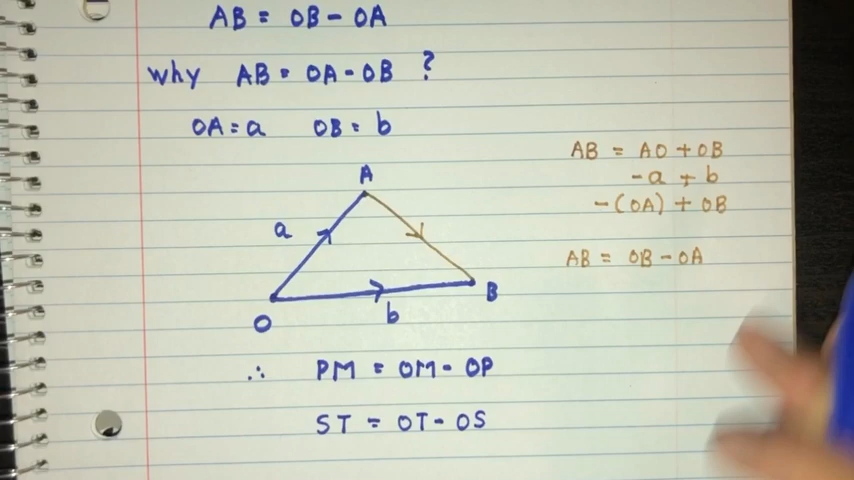 AB = OB - OA
why AB = OA - OB ?
OA = a OB = b
AB = AO + OB
-a + b
-(OA) + OB
AB = OB - OA
A
a
B
b
O
∴ PM = OM - OP
ST = OT - OS